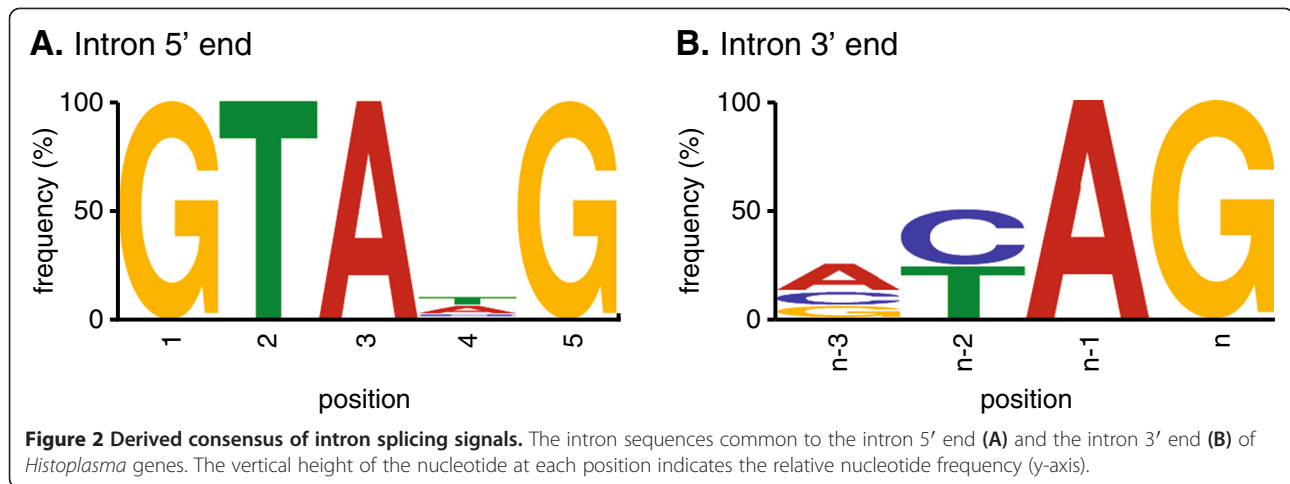 A. Intron 5’ end
100
50
0
frequency (%)
G T A T A C G
1 2 3 4 5
position
B. Intron 3’ end
100
50
0
frequency (%)
A C G C T A G
n-3 n-2 n-1 n
position
Figure 2 Derived consensus of intron splicing signals. The intron sequences common to the intron 5′ end (A) and the intron 3′ end (B) of
Histoplasma genes. The vertical height of the nucleotide at each position indicates the relative nucleotide frequency (y-axis).